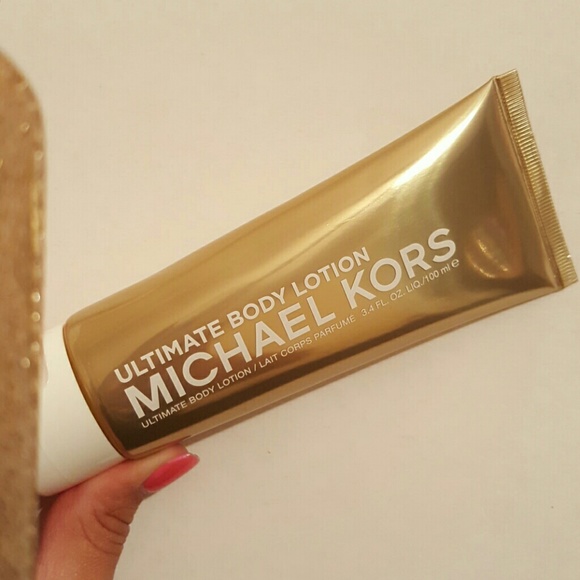 ULTIMATE BODY LOTION
MICHAEL KORS
ULTIMATE BODY LOTION / LAIT CORPS PARFUMÉ 3.4 FL. OZ. LIQ./100 ml ℮